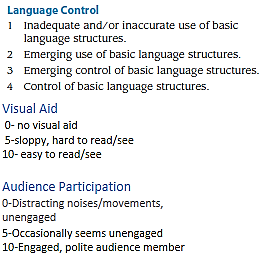 Language Control
1 Inadequate and/or inaccurate use of basic
language structures.
2 Emerging use of basic language structures.
3 Emerging control of basic language structures.
4 Control of basic language structures.
Visual Aid
0- no visual aid
5-sloppy, hard to read/see
10- easy to read/see
Audience Participation
0-Distracting noises/movements,
unengaged
5-Occasionally seems unengaged
10-Engaged, polite audience member